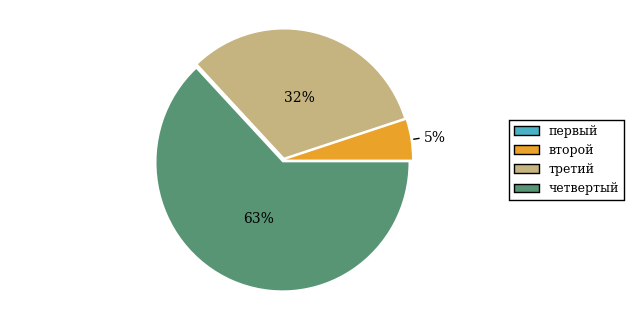 32%
5%
63%
первый
второй
третий
четвертый